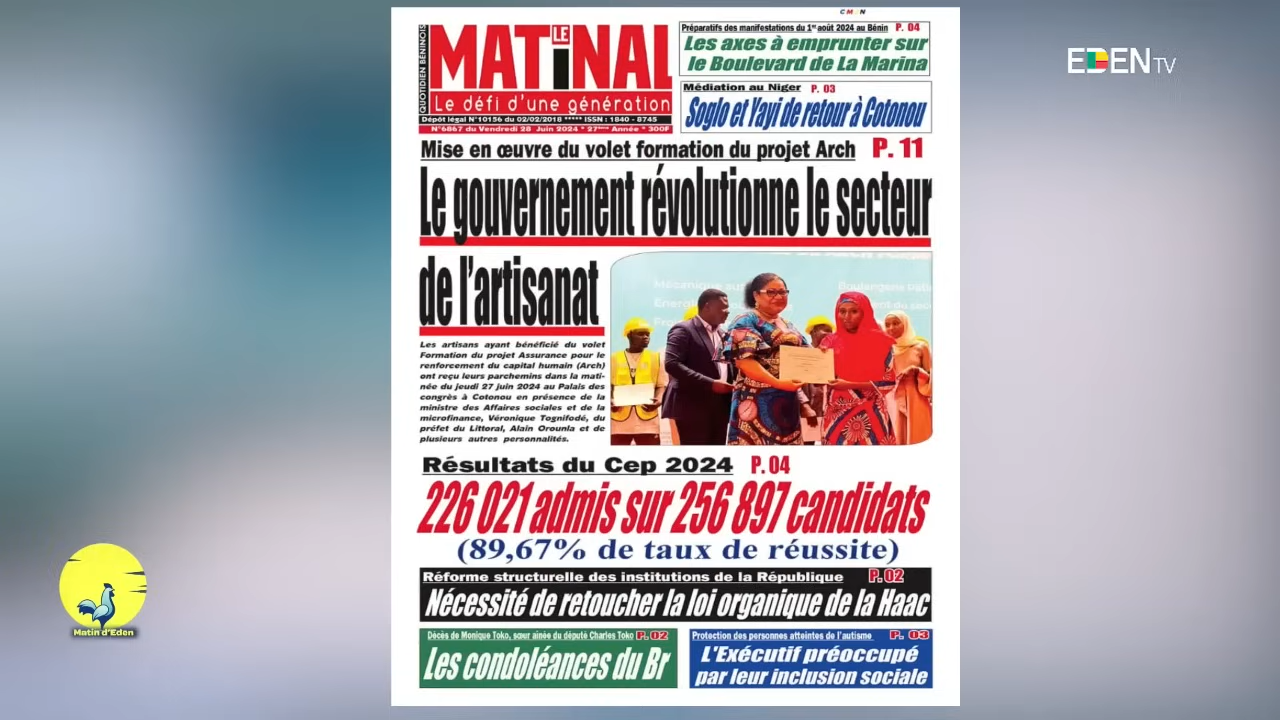 C M J N
QUOTIDIEN BÉNINOIS
LE
MATiNAL
Le défi d'une génération
Dépôt légal N°10156 du 02/02/2018 ***** ISSN : 1840 - 8745
N°6867 du Vendredi 28 Juin 2024 * 27ème Année * 300F
Préparatifs des manifestations du 1er août 2024 au Bénin P. 04
Les axes à emprunter sur
le Boulevard de La Marina
Médiation au Niger P. 03
Soglo et Yayi de retour à Cotonou
EDEN TV
Mise en œuvre du volet formation du projet Arch P. 11
Le gouvernement révolutionne le secteur
de l'artisanat
Les artisans ayant bénéficié du volet
Formation du projet Assurance pour le
renforcement du capital humain (Arch)
ont reçu leurs parchemins dans la mati-
née du jeudi 27 juin 2024 au Palais des
congrès à Cotonou en présence de la
ministre des Affaires sociales et de la
microfinance, Véronique Tognifodé, du
préfet du Littoral, Alain Orounla et de
plusieurs autres personnalités.
Résultats du Cep 2024 P. 04
226 021 admis sur 256 897 candidats
(89,67% de taux de réussite)
Réforme structurelle des institutions de la République P. 02
Nécessité de retoucher la loi organique de la Haac
Décès de Monique Toko, sœur ainée du député Charles Toko P. 02
Les condoléances du Br
Protection des personnes atteintes de l'autisme P. 03
L'Exécutif préoccupé
par leur inclusion sociale
Matin d'Eden